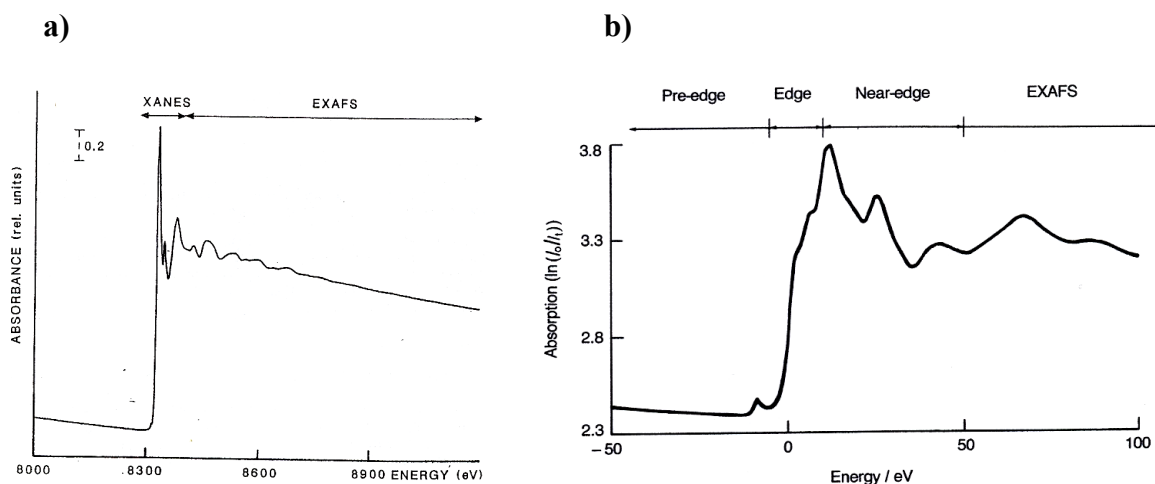 a)
XANES EXAFS
0.2
ABSORBANCE (rel. units)
8000 8300 8600 8900 ENERGY (eV)
b)
Pre-edge Edge Near-edge EXAFS
Absorption (ln (I₀/Iₜ))
3.8
3.3
2.8
2.3
−50 0 50 100
Energy / eV